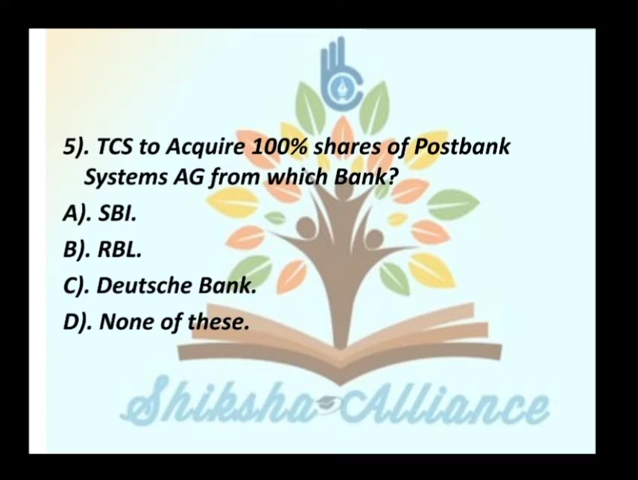 5). TCS to Acquire 100% shares of Postbank
Systems AG from which Bank?
A). SBI.
B). RBL.
C). Deutsche Bank.
D). None of these.
Shiksha Alliance